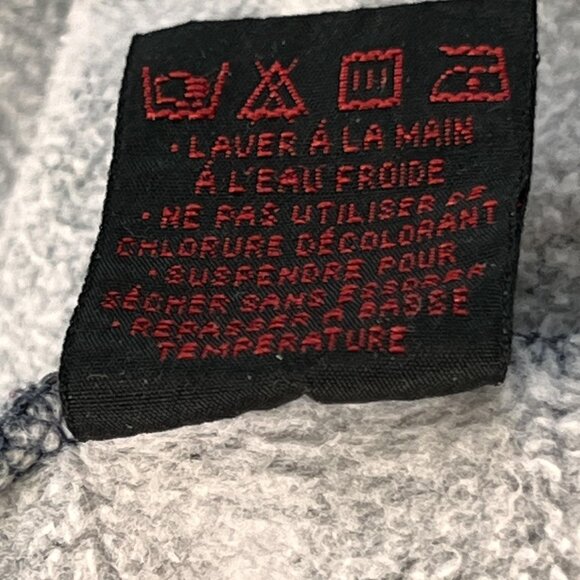 • LAVER À LA MAIN
À L'EAU FROIDE
• NE PAS UTILISER DE
CHLORURE DÉCOLORANT
• SUSPENDRE POUR
SÉCHER SANS ESSORER
• REPASSER À BASSE
TEMPÉRATURE